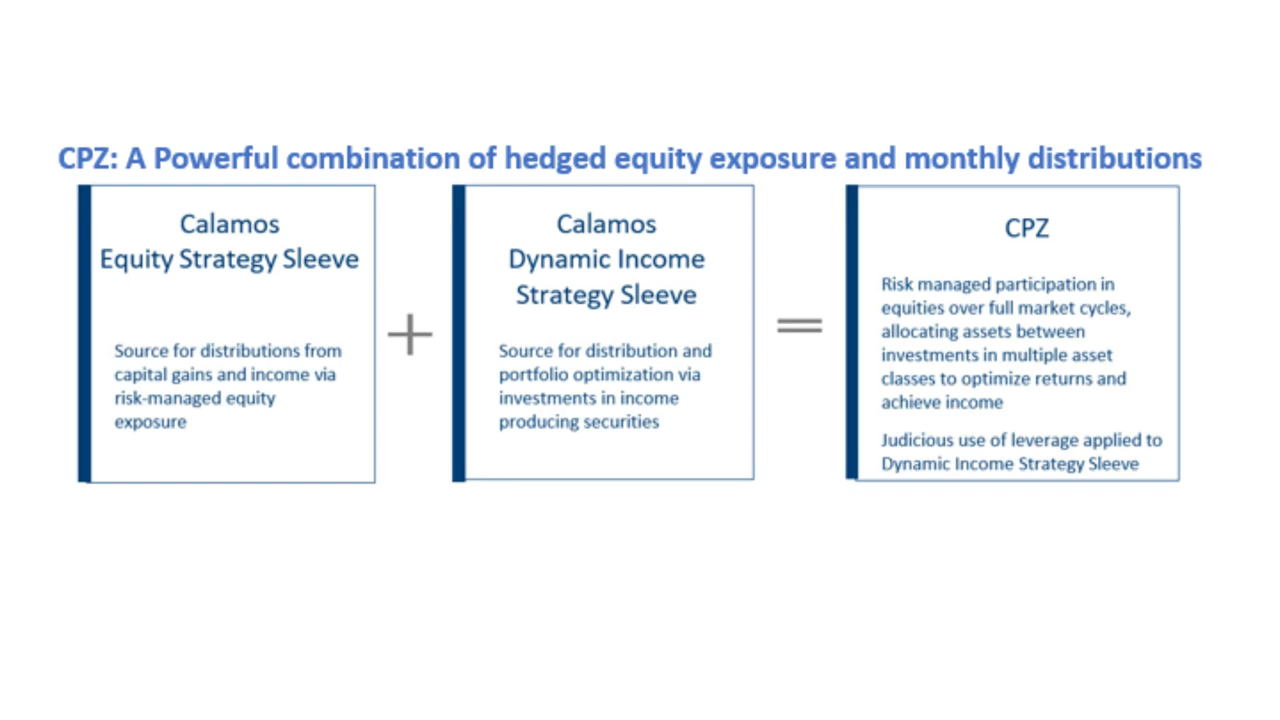 CPZ: A Powerful combination of hedged equity exposure and monthly distributions
Calamos
Equity Strategy Sleeve
Source for distributions from
capital gains and income via
risk-managed equity
exposure
+
Calamos
Dynamic Income
Strategy Sleeve
Source for distribution and
portfolio optimization via
investments in income
producing securities
=
CPZ
Risk managed participation in
equities over full market cycles,
allocating assets between
investments in multiple asset
classes to optimize returns and
achieve income
Judicious use of leverage applied to
Dynamic Income Strategy Sleeve